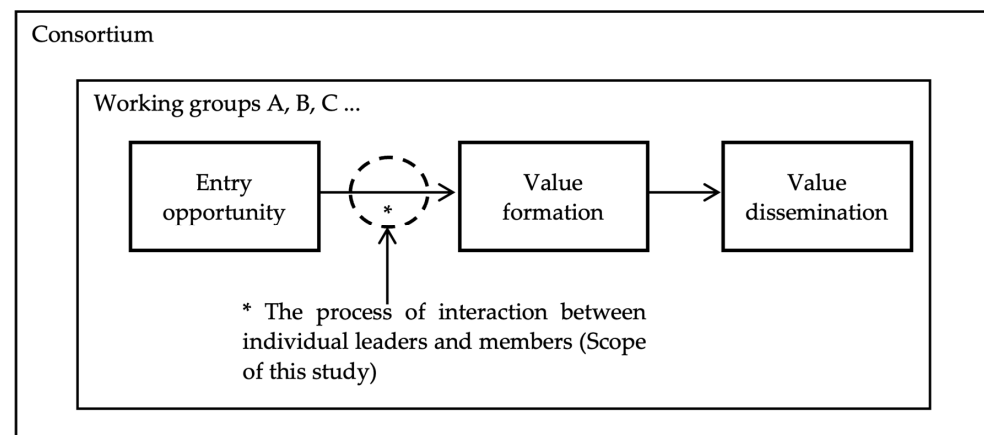 Consortium
Working groups A, B, C ...
Entry
opportunity
*
Value
formation
Value
dissemination
* The process of interaction between
individual leaders and members (Scope
of this study)